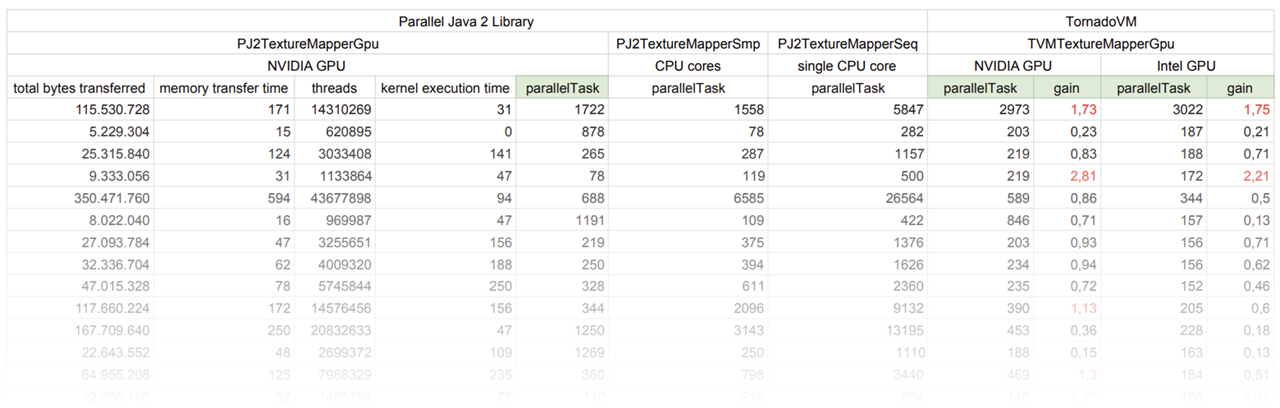 Parallel Java 2 Library TornadoVM
PJ2TextureMapperGpu PJ2TextureMapperSmp PJ2TextureMapperSeq TVMTextureMapperGpu
NVIDIA GPU CPU cores single CPU core NVIDIA GPU Intel GPU
total bytes transferred memory transfer time threads kernel execution time parallelTask parallelTask parallelTask parallelTask gain parallelTask gain
115.530.728 171 14310269 31 1722 1558 5847 2973 1,73 3022 1,75
5.229.304 15 620895 0 878 78 282 203 0,23 187 0,21
25.315.840 124 3033408 141 265 287 1157 219 0,83 188 0,71
9.333.056 31 1133864 47 78 119 500 219 2,81 172 2,21
350.471.760 594 43677898 94 688 6585 26564 589 0,86 344 0,5
8.022.040 16 969987 47 1191 109 422 846 0,71 157 0,13
27.093.784 47 3255651 156 219 375 1376 203 0,93 156 0,71
32.336.704 62 4009320 188 250 394 1626 234 0,94 156 0,62
47.015.328 78 5745844 250 328 611 2360 235 0,72 152 0,46
117.660.224 172 14576456 156 344 2096 9132 390 1,13 205 0,6
167.709.640 250 20832633 47 1250 3143 13195 453 0,36 228 0,18
22.643.552 48 2699372 109 1269 250 1110 188 0,15 163 0,13
64.955.208 125 7988329 235 360 798 3440 469 1,3 184 0,51